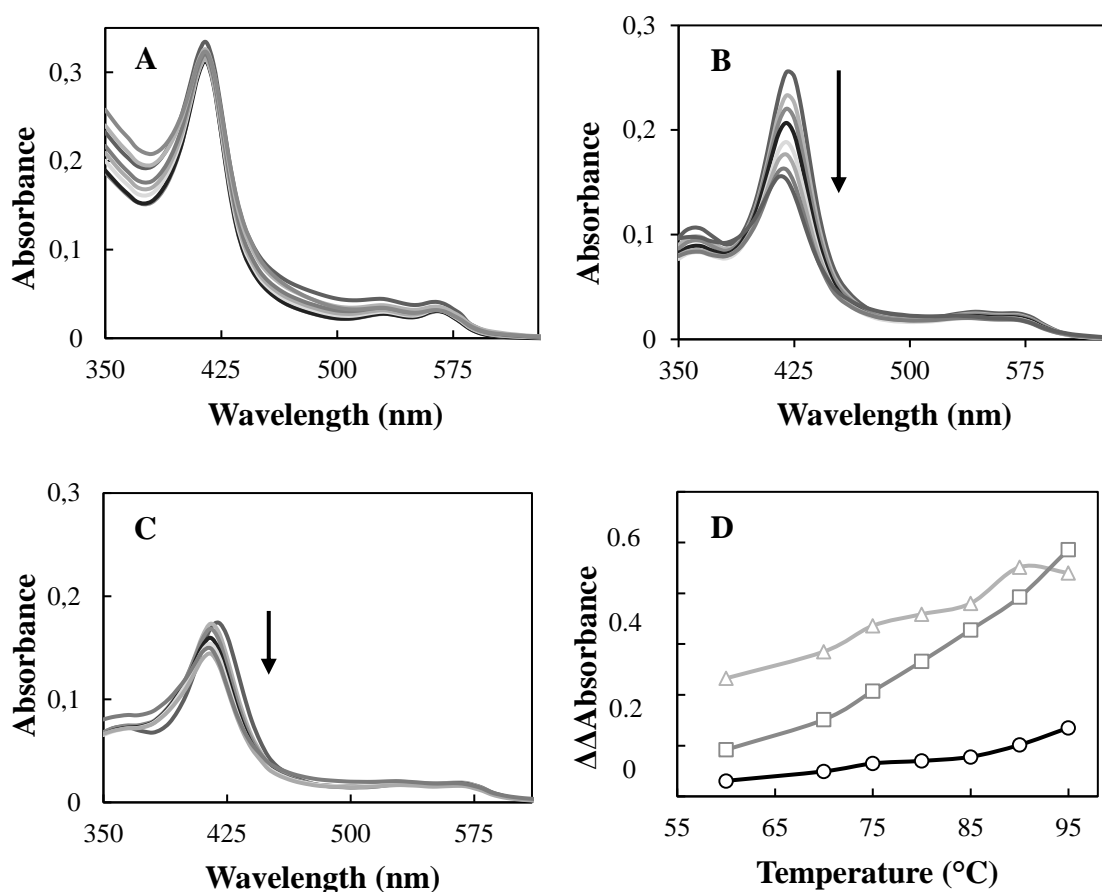 A
Absorbance
0,3
0,2
0,1
0
350 425 500 575
Wavelength (nm)
B
Absorbance
0,3
0,2
0,1
0
350 425 500 575
Wavelength (nm)
C
Absorbance
0,3
0,2
0,1
0
350 425 500 575
Wavelength (nm)
D
ΔΔAbsorbance
0.6
0.4
0.2
0
55 65 75 85 95
Temperature (°C)